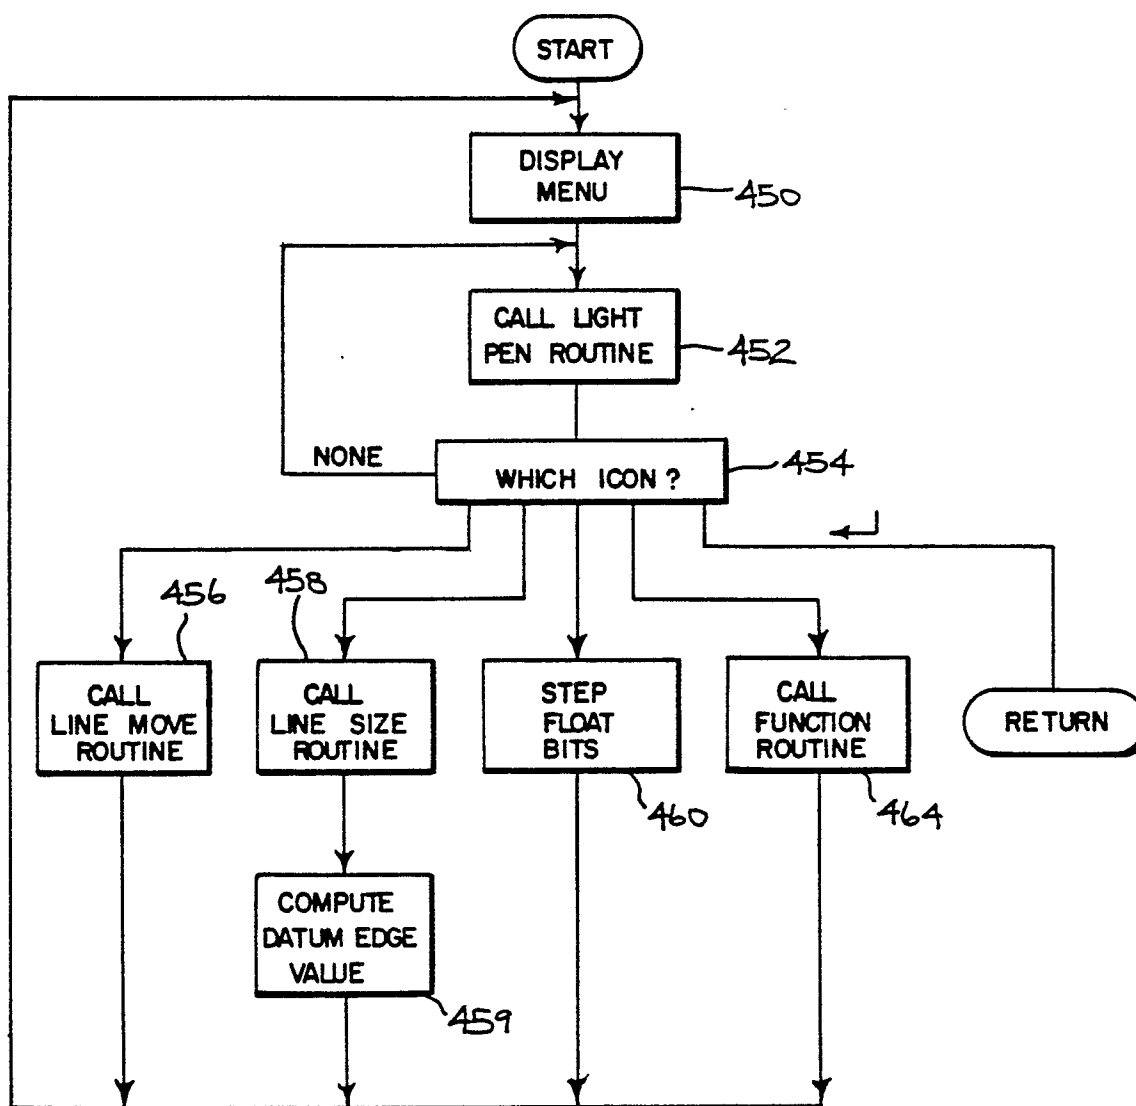 START
DISPLAY
MENU
450
CALL LIGHT
PEN ROUTINE
452
NONE
WHICH ICON?
454
456
CALL
LINE MOVE
ROUTINE
458
CALL
LINE SIZE
ROUTINE
STEP
FLOAT
BITS
460
CALL
FUNCTION
ROUTINE
464
RETURN
COMPUTE
DATUM EDGE
VALUE
459